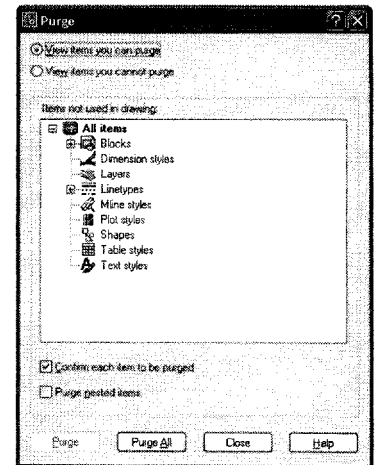 Purge
View items you can purge
View items you cannot purge
Items not used in drawing:
All items
Blocks
Dimension styles
Layers
Linetypes
Mline styles
Plot styles
Shapes
Table styles
Text styles
Confirm each item to be purged
Purge nested items
Purge Purge All Close Help